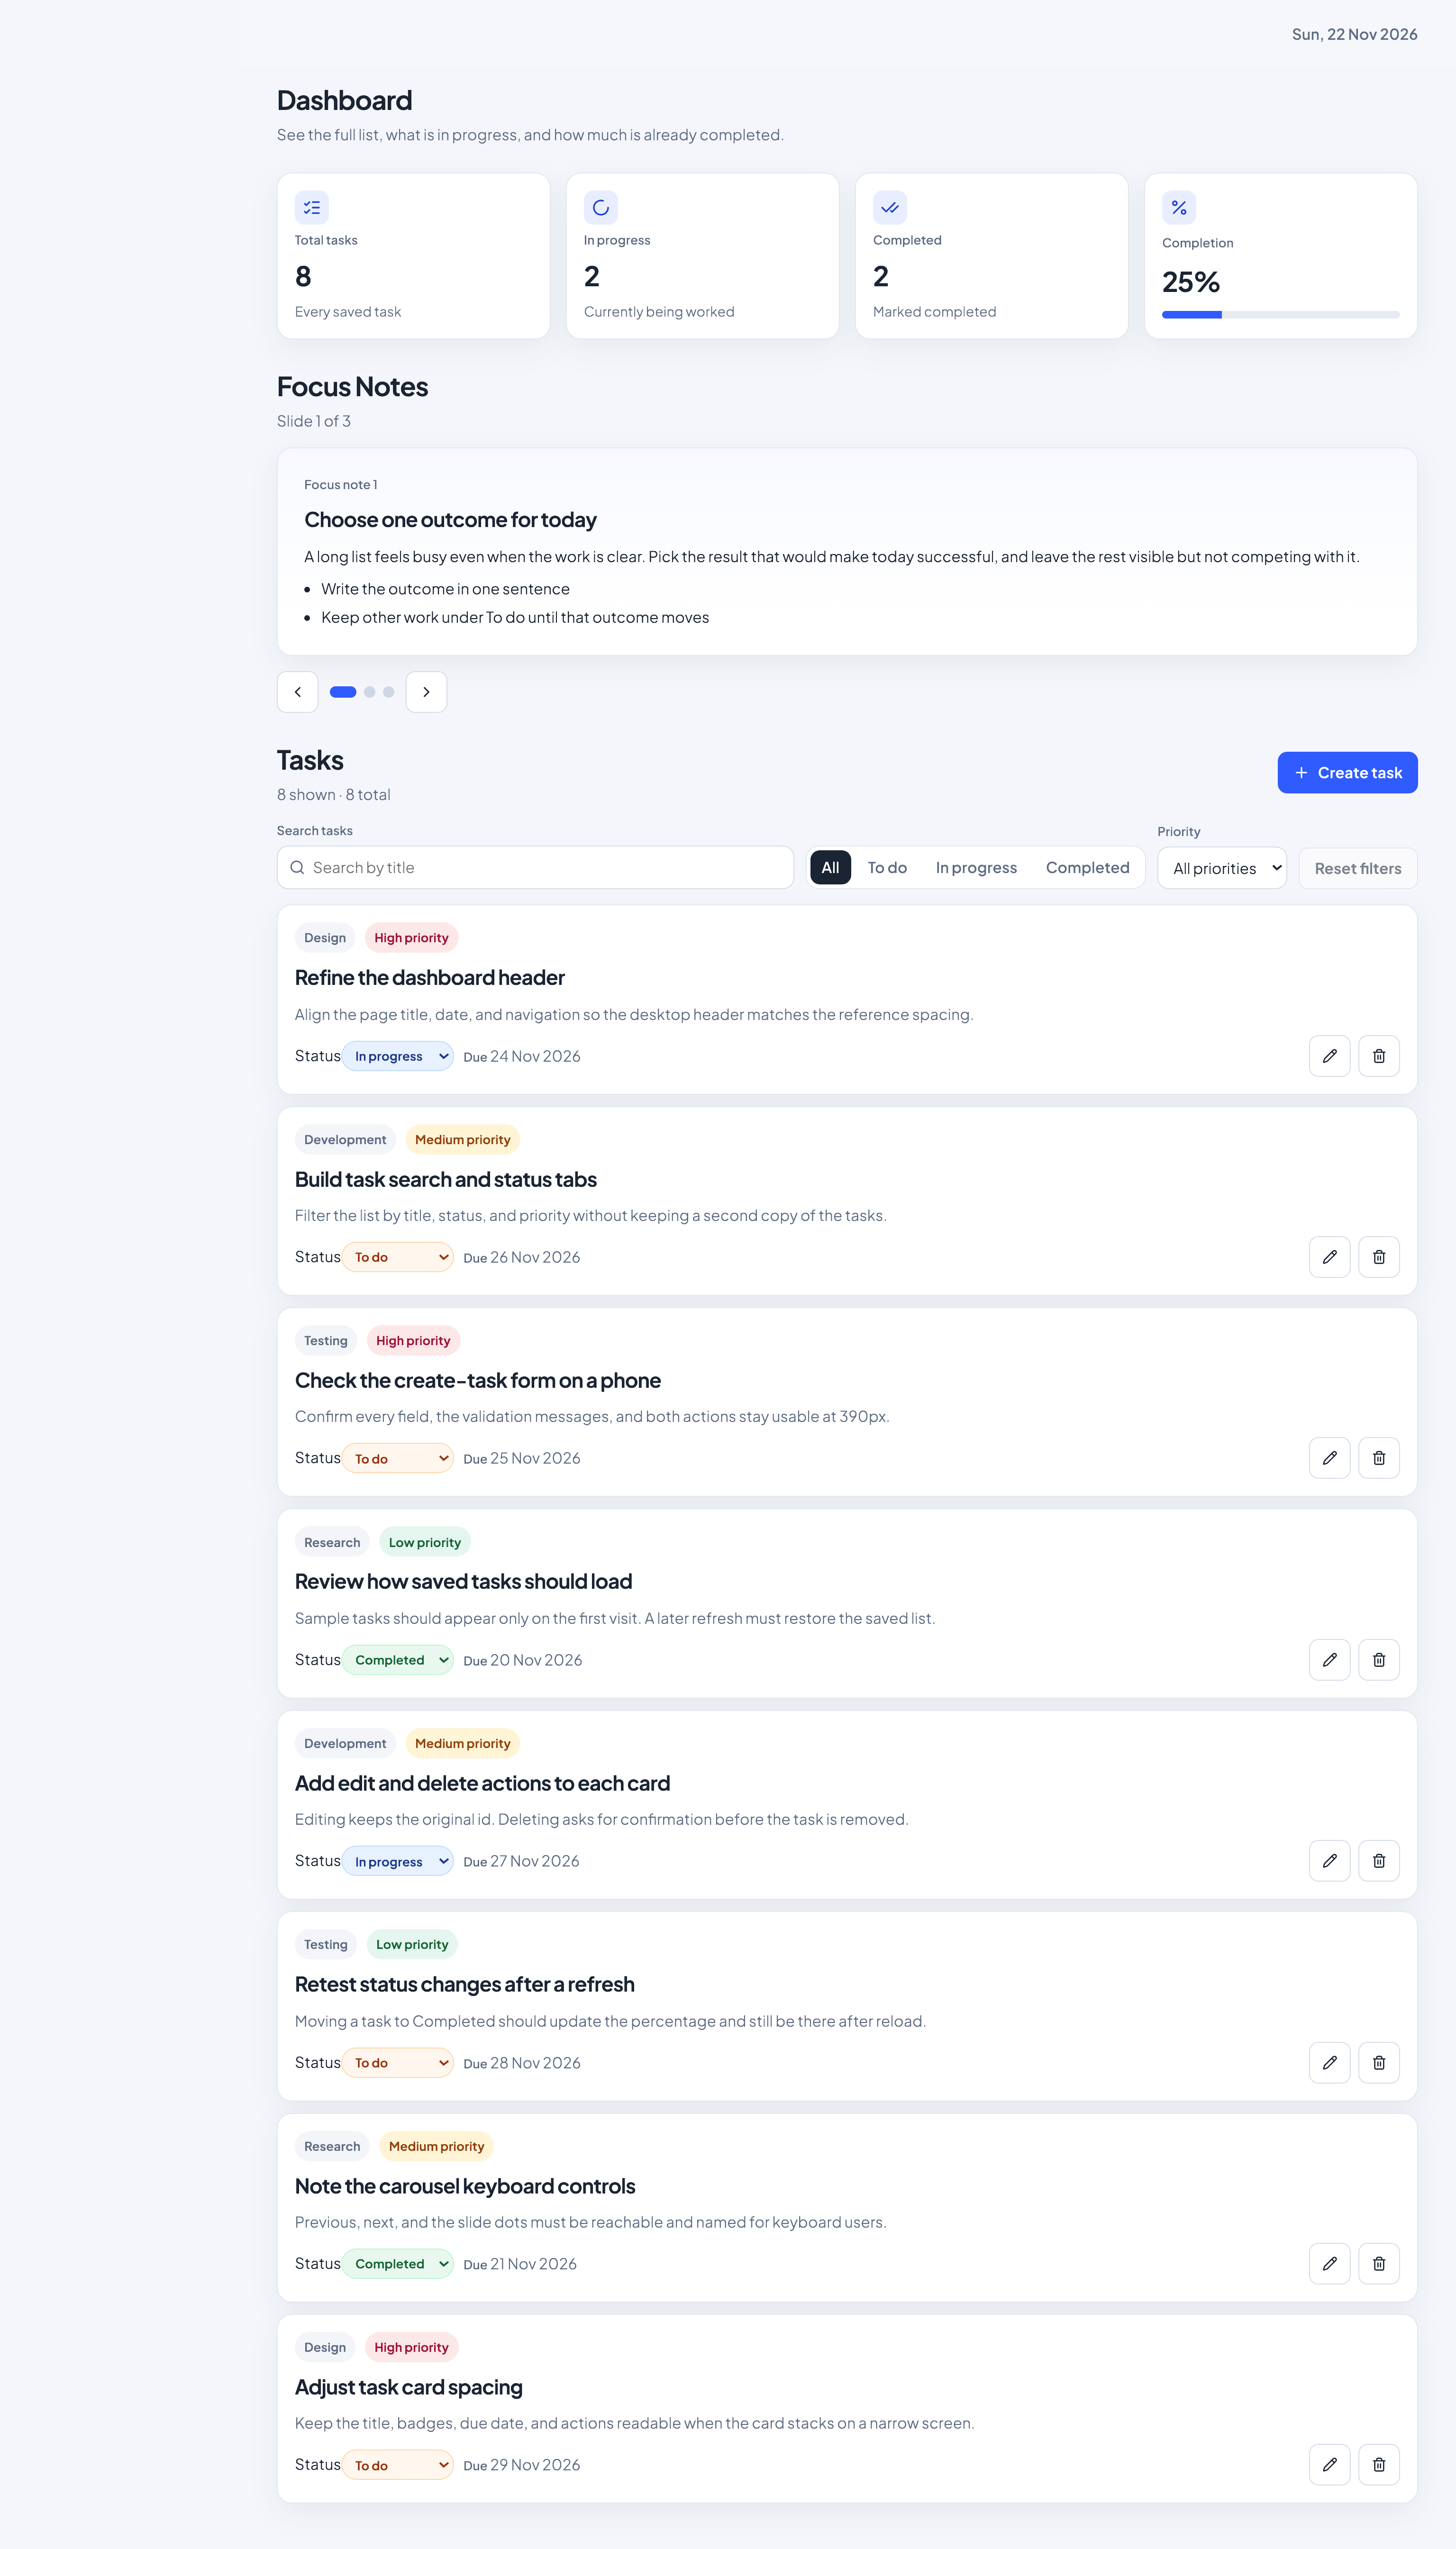 Sun, 22 Nov 2026
Dashboard
See the full list, what is in progress, and how much is already completed.
Total tasks
8
Every saved task
In progress
2
Currently being worked
Completed
2
Marked completed
Completion
25%
Focus Notes
Slide 1 of 3
Focus note 1
Choose one outcome for today
A long list feels busy even when the work is clear. Pick the result that would make today successful, and leave the rest visible but not competing with it.
Write the outcome in one sentence
Keep other work under To do until that outcome moves
Tasks
8 shown · 8 total
Create task
Search tasks
Search by title
All To do In progress Completed
Priority
All priorities
Reset filters
Design High priority
Refine the dashboard header
Align the page title, date, and navigation so the desktop header matches the reference spacing.
Status In progress Due 24 Nov 2026
Development Medium priority
Build task search and status tabs
Filter the list by title, status, and priority without keeping a second copy of the tasks.
Status To do Due 26 Nov 2026
Testing High priority
Check the create-task form on a phone
Confirm every field, the validation messages, and both actions stay usable at 390px.
Status To do Due 25 Nov 2026
Research Low priority
Review how saved tasks should load
Sample tasks should appear only on the first visit. A later refresh must restore the saved list.
Status Completed Due 20 Nov 2026
Development Medium priority
Add edit and delete actions to each card
Editing keeps the original id. Deleting asks for confirmation before the task is removed.
Status In progress Due 27 Nov 2026
Testing Low priority
Retest status changes after a refresh
Moving a task to Completed should update the percentage and still be there after reload.
Status To do Due 28 Nov 2026
Research Medium priority
Note the carousel keyboard controls
Previous, next, and the slide dots must be reachable and named for keyboard users.
Status Completed Due 21 Nov 2026
Design High priority
Adjust task card spacing
Keep the title, badges, due date, and actions readable when the card stacks on a narrow screen.
Status To do Due 29 Nov 2026